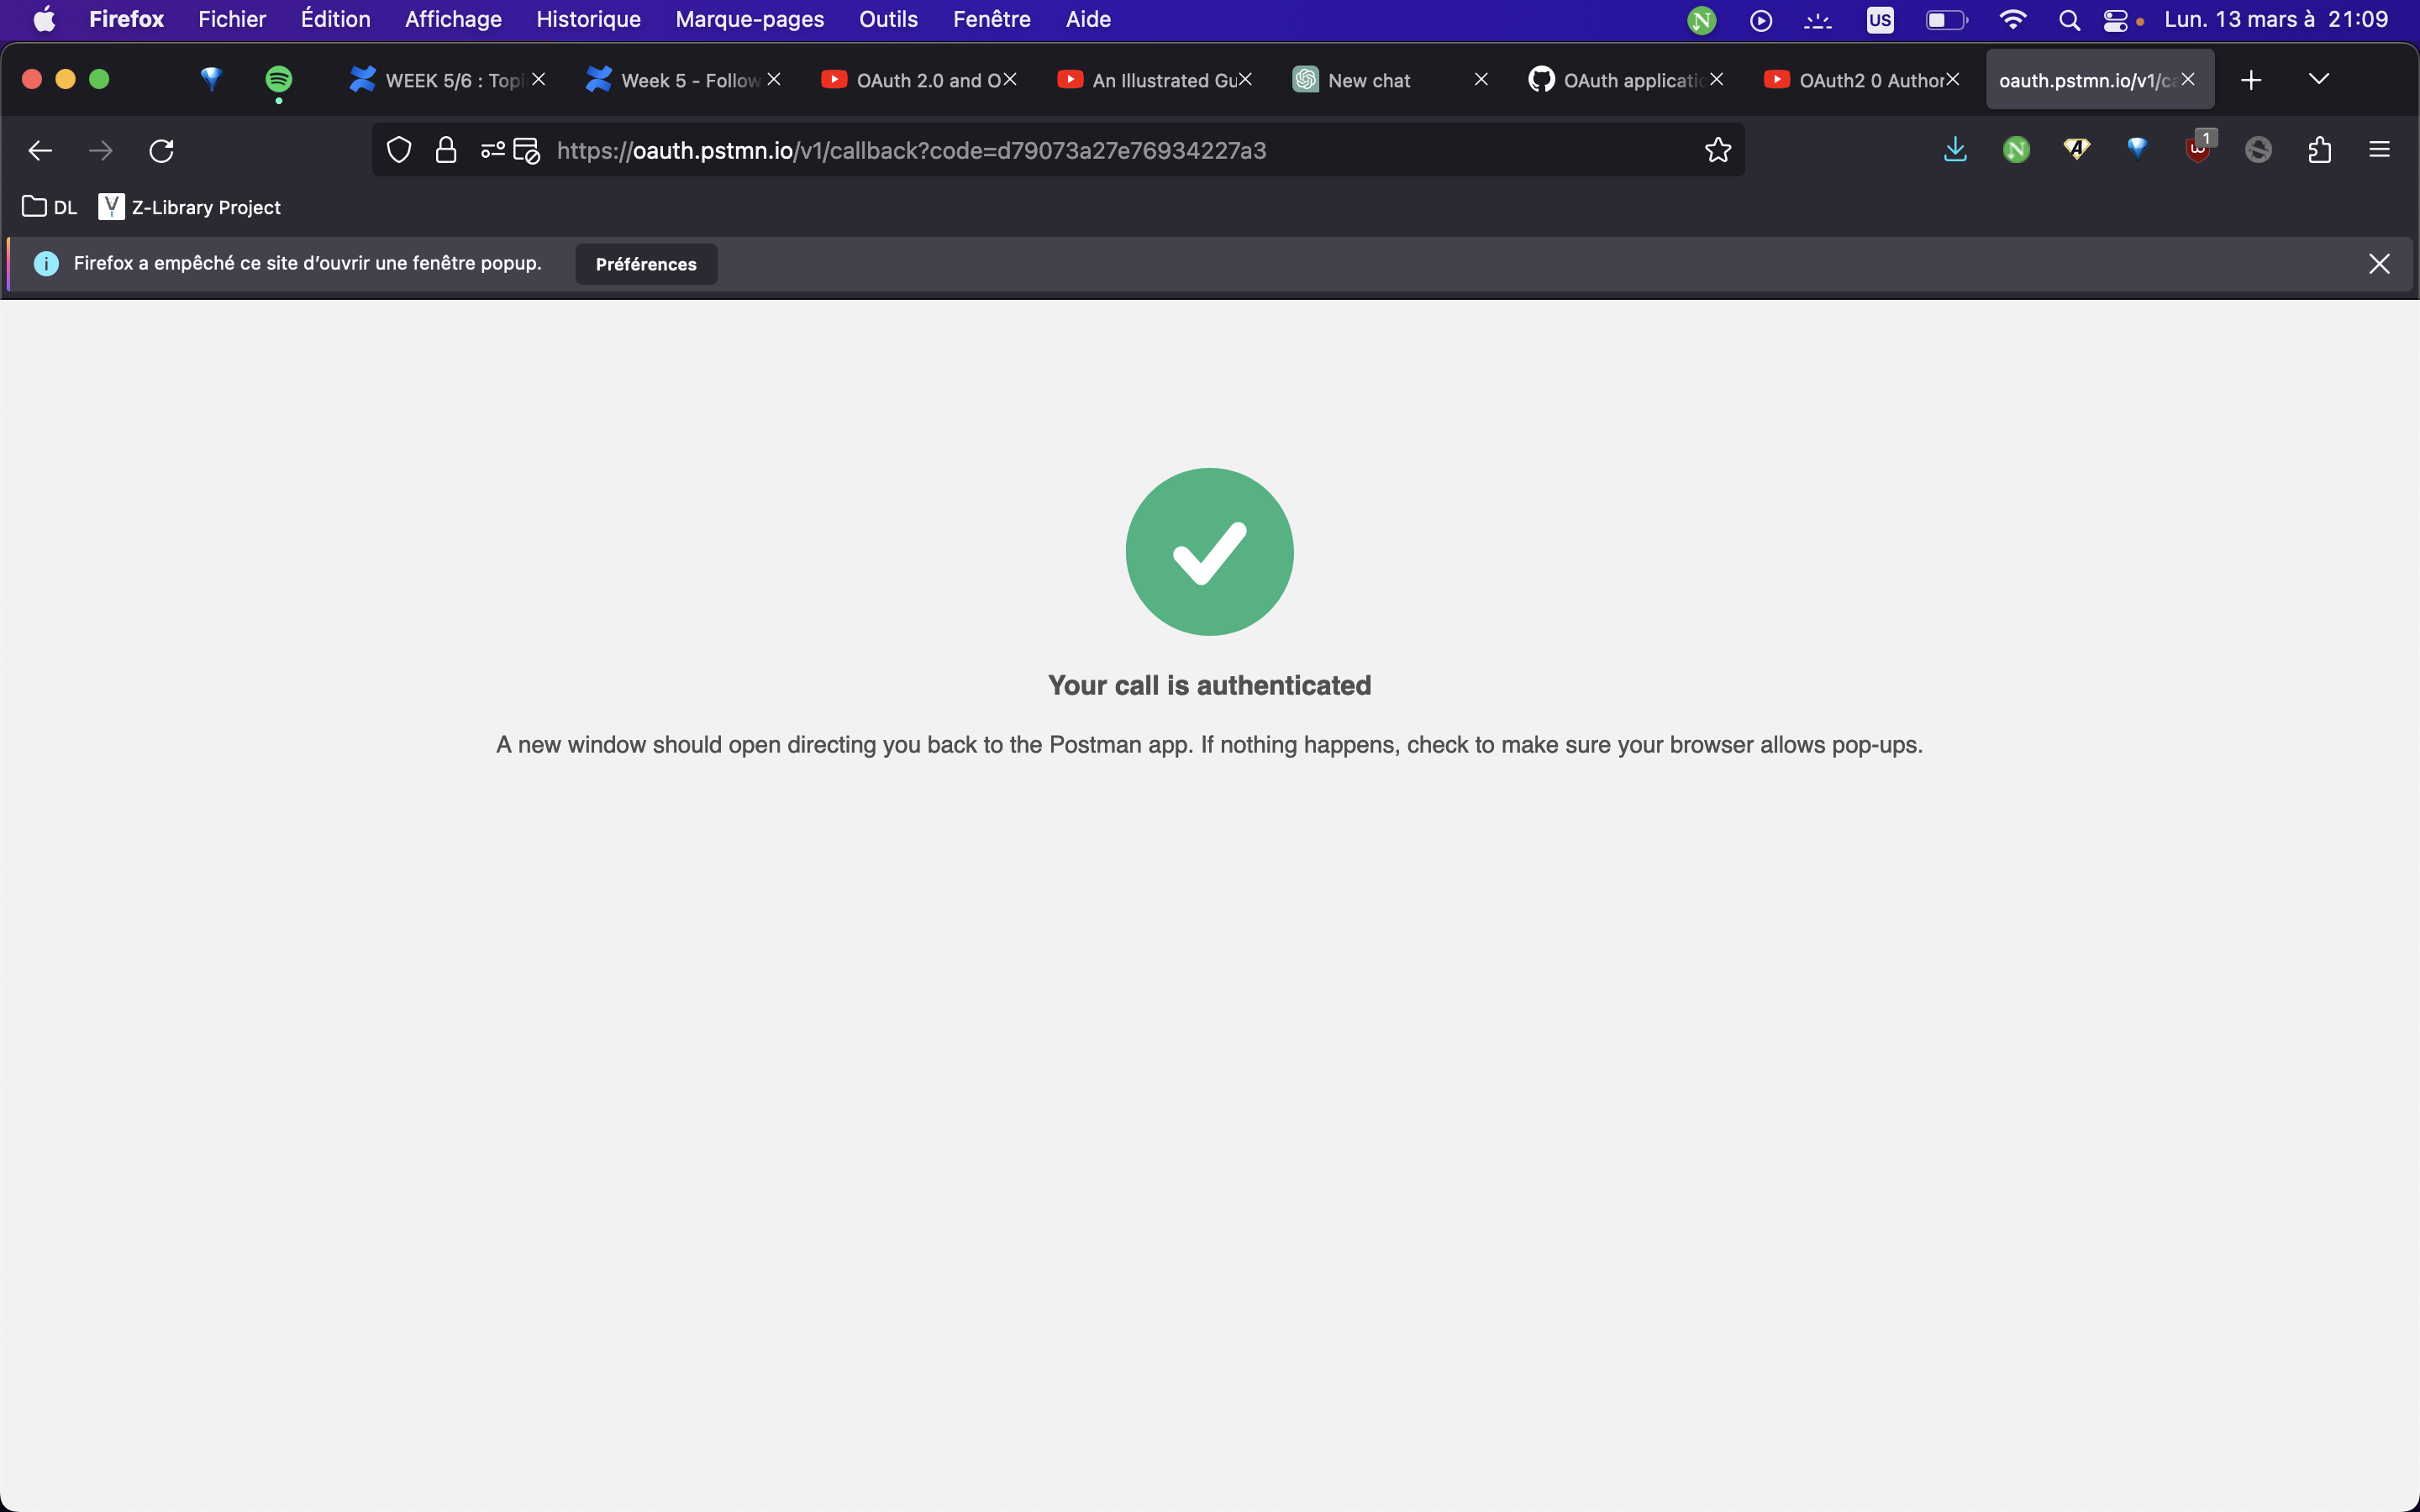 Firefox Fichier Édition Affichage Historique Marque-pages Outils Fenêtre Aide US Lun. 13 mars à 21:09
WEEK 5/6 : Topi Week 5 - Follow OAuth 2.0 and O An Illustrated Gu New chat OAuth applicatio OAuth2 0 Author oauth.pstmn.io/v1/ca
https://oauth.pstmn.io/v1/callback?code=d79073a27e76934227a3 1
DL Z-Library Project
Firefox a empêché ce site d’ouvrir une fenêtre popup. Préférences
Your call is authenticated
A new window should open directing you back to the Postman app. If nothing happens, check to make sure your browser allows pop-ups.